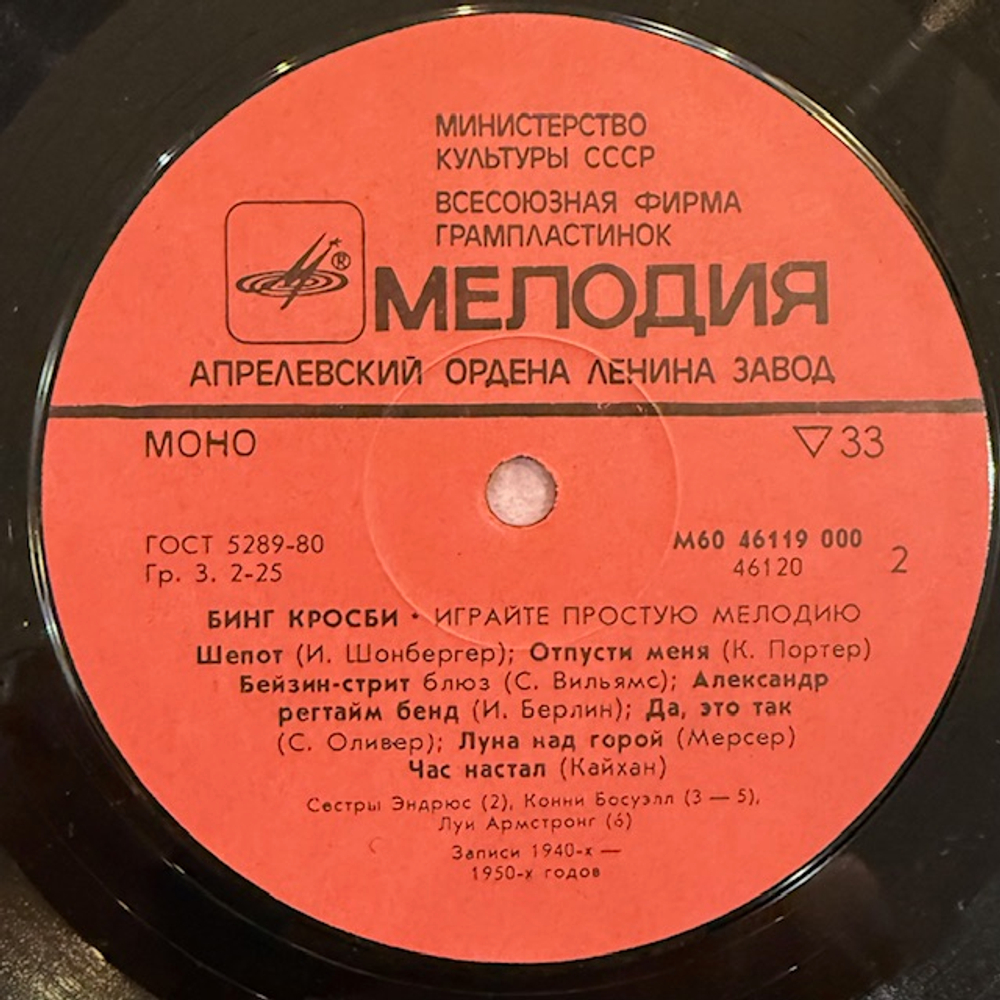 МИНИСТЕРСТВО
КУЛЬТУРЫ СССР
ВСЕСОЮЗНАЯ ФИРМА
ГРАМПЛАСТИНОК
®
МЕЛОДИЯ
АПРЕЛЕВСКИЙ ОРДЕНА ЛЕНИНА ЗАВОД
МОНО
▽33
ГОСТ 5289-80
Гр. 3. 2-25
М60 46119 000
46120
2
БИНГ КРОСБИ • ИГРАЙТЕ ПРОСТУЮ МЕЛОДИЮ
Шепот (И. Шонбергер); Отпусти меня (К. Портер)
Бейзин-стрит блюз (С. Вильямс); Александр
регтайм бенд (И. Берлин); Да, это так
(С. Оливер); Луна над горой (Мерсер)
Час настал (Кайхан)
Сестры Эндрюс (2), Конни Босуэлл (3 — 5),
Луи Армстронг (6)
Записи 1940-х —
1950-х годов